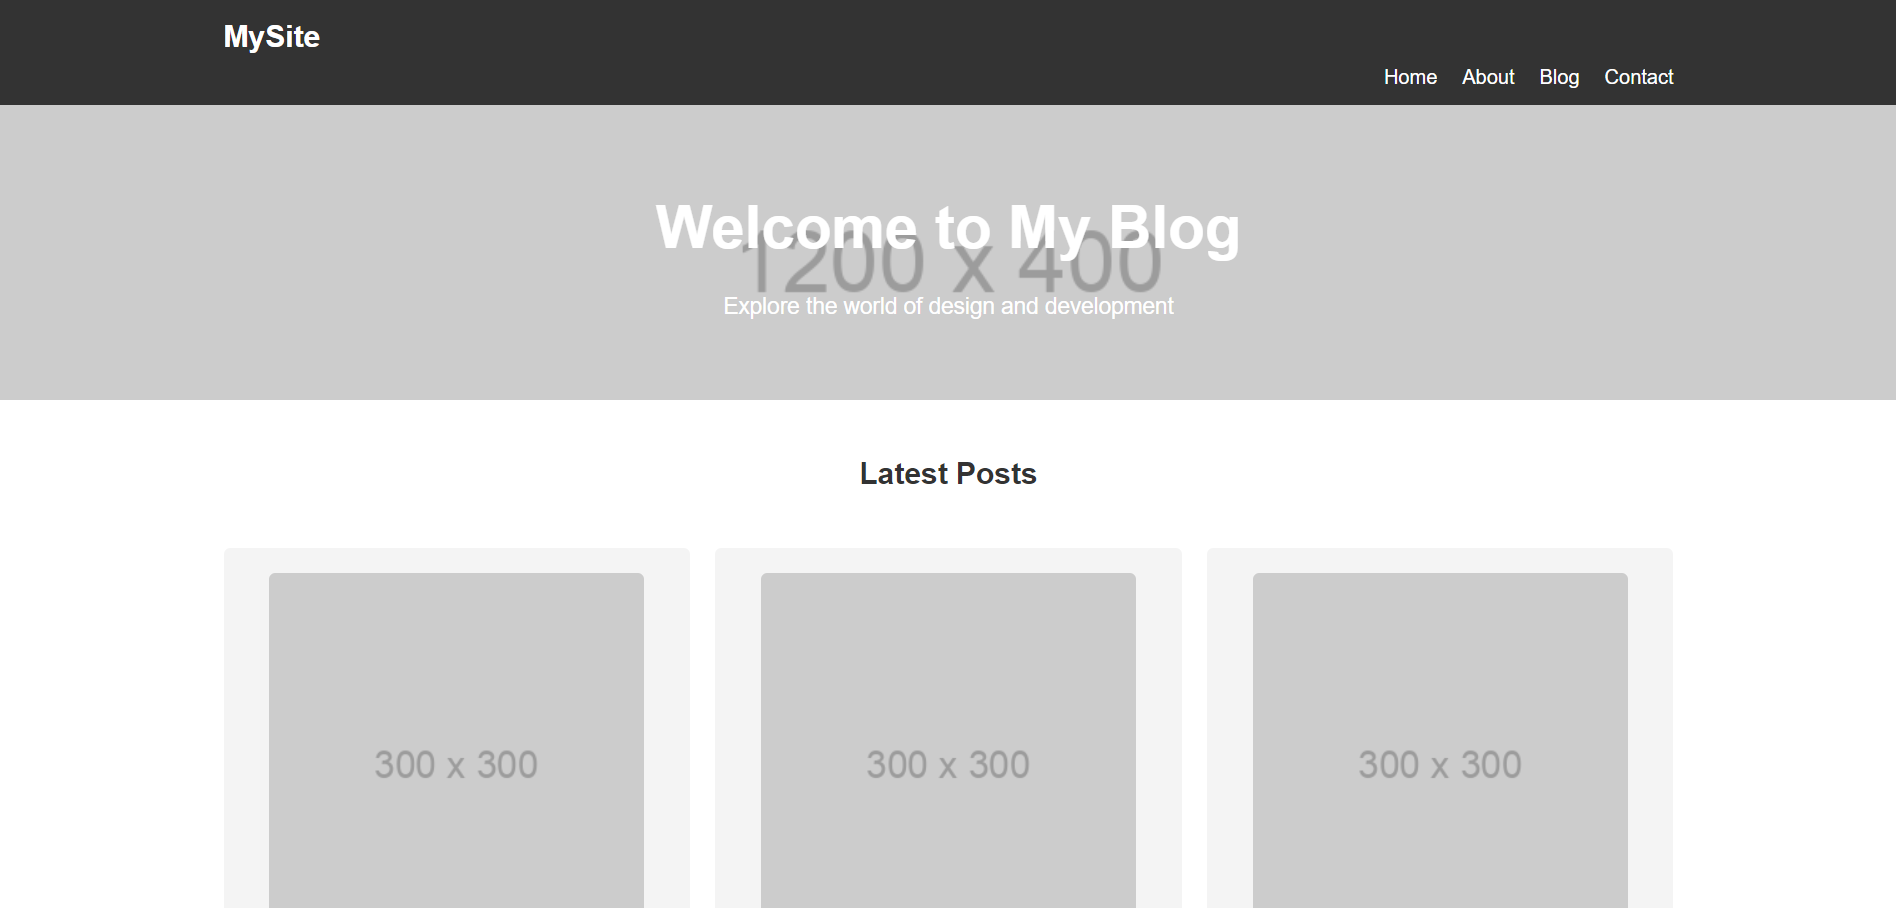 MySite
Home About Blog Contact
Welcome to My Blog
1200 x 400
Explore the world of design and development
Latest Posts
300 x 300 300 x 300 300 x 300